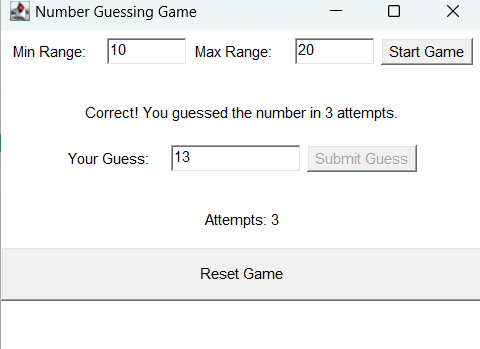 Number Guessing Game
Min Range: 10 Max Range: 20 Start Game
Correct! You guessed the number in 3 attempts.
Your Guess: 13 Submit Guess
Attempts: 3
Reset Game